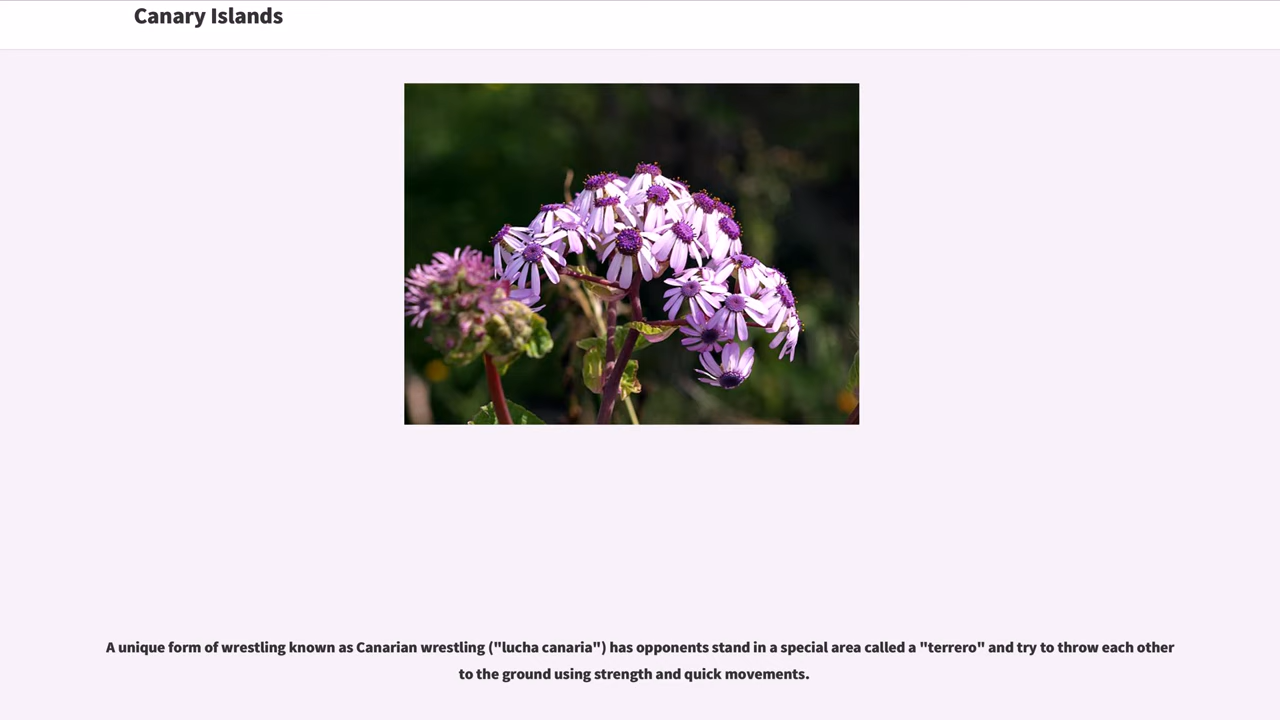 Canary Islands
A unique form of wrestling known as Canarian wrestling ("lucha canaria") has opponents stand in a special area called a "terrero" and try to throw each other
to the ground using strength and quick movements.